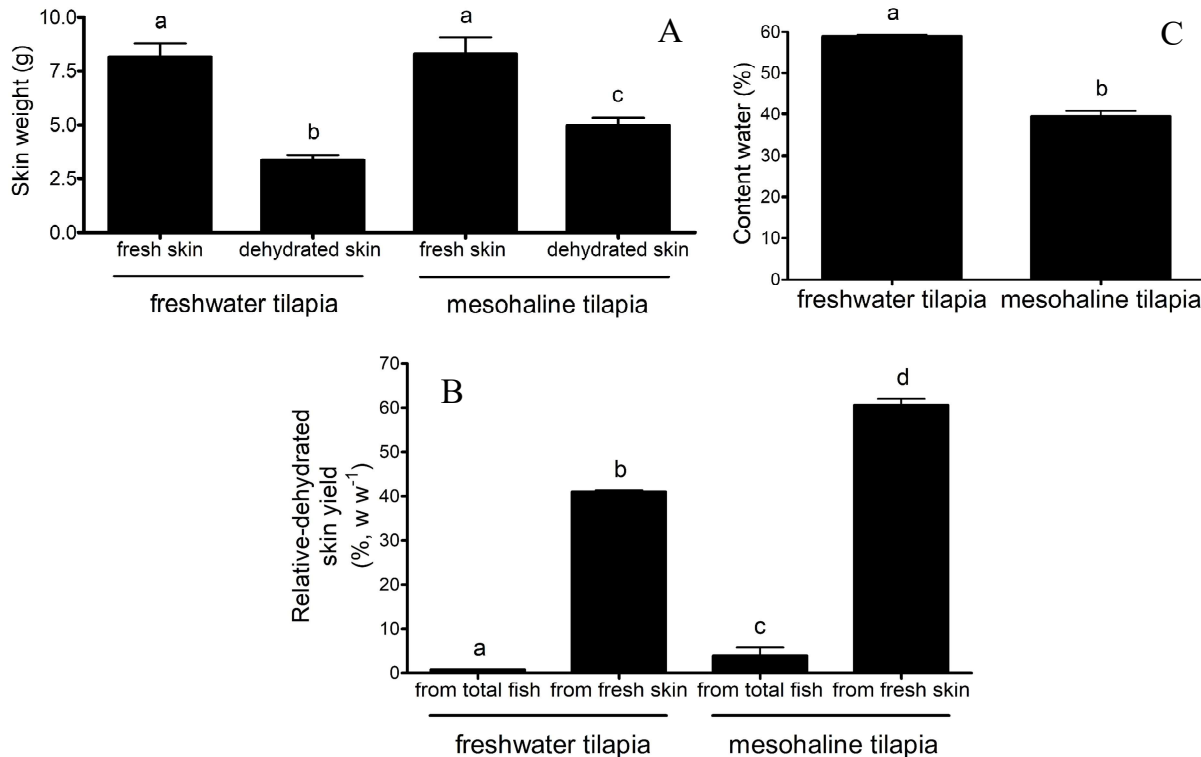 A
Skin weight (g)
10.0
7.5
5.0
2.5
0.0
a
b
a
c
fresh skin dehydrated skin fresh skin dehydrated skin
freshwater tilapia mesohaline tilapia
C
Content water (%)
60
50
40
30
20
10
0
a
b
freshwater tilapia mesohaline tilapia
B
Relative-dehydrated
skin yield
(%, w w⁻¹)
70
60
50
40
30
20
10
0
a
b
c
d
from total fish from fresh skin from total fish from fresh skin
freshwater tilapia mesohaline tilapia